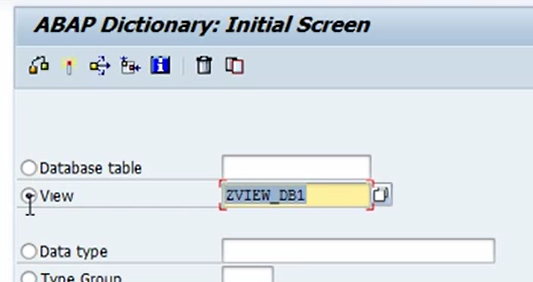 ABAP Dictionary: Initial Screen
Database table
View ZVIEW_DB1
Data type
Type Group